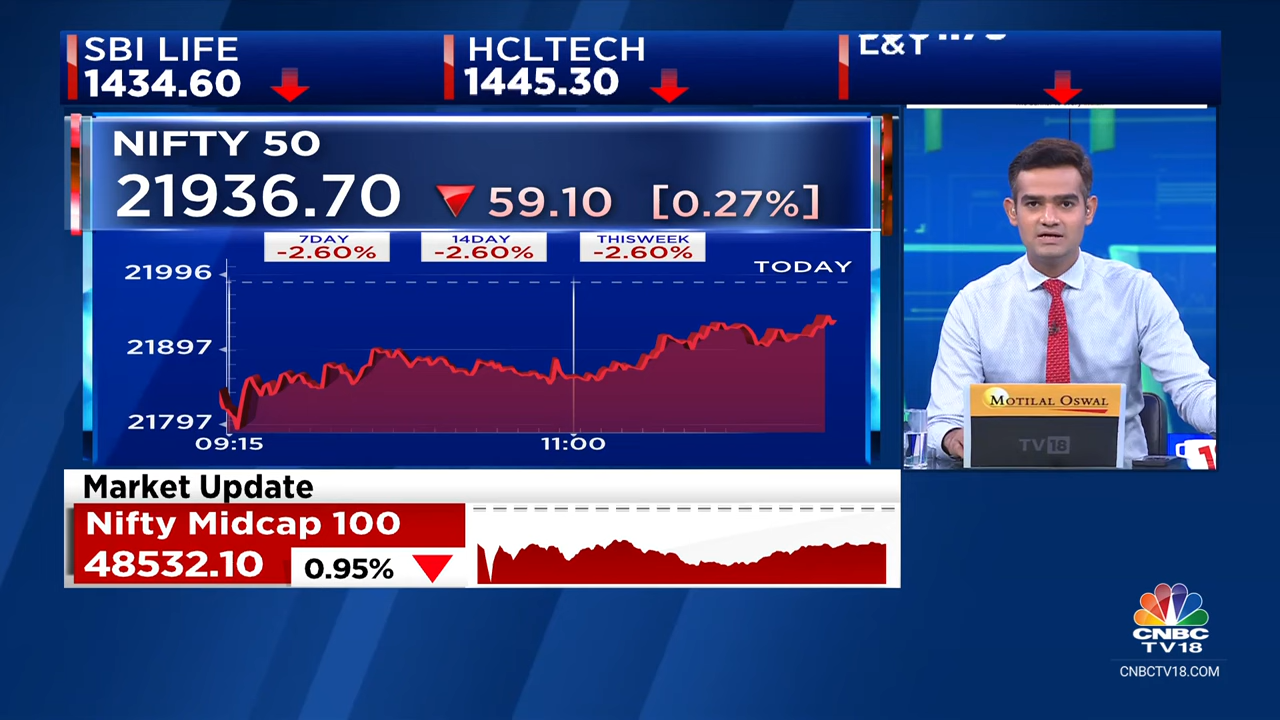 SBI LIFE
1434.60
HCLTECH
1445.30
NIFTY 50
21936.70 59.10 [0.27%]
7DAY
-2.60%
14DAY
-2.60%
THISWEEK
-2.60%
TODAY
21996
21897
21797
09:15
11:00
MOTILAL OSWAL
TV18
Market Update
Nifty Midcap 100
48532.10 0.95%
CNBC
TV18
CNBCTV18.COM